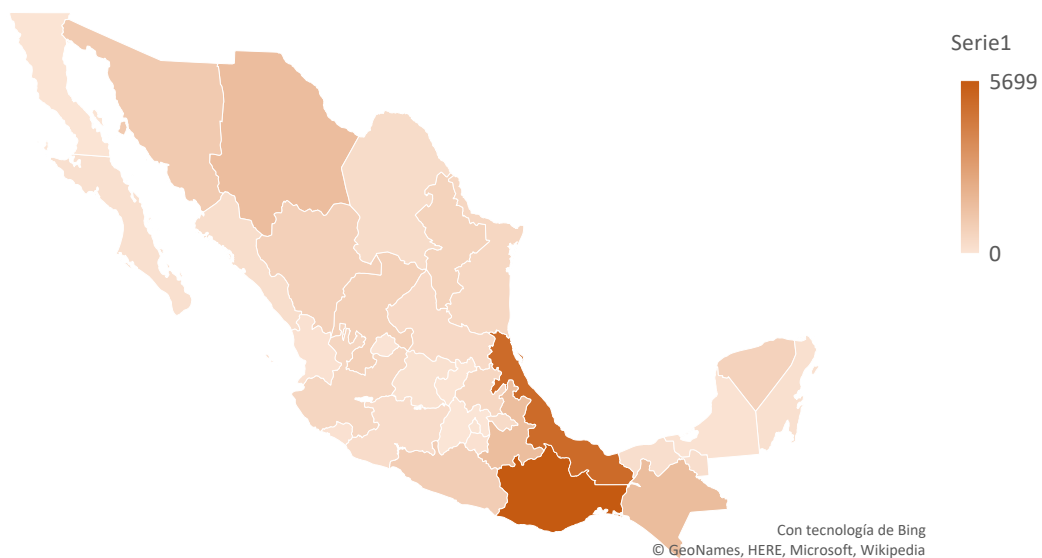 Serie1
5699
0
Con tecnología de Bing
© GeoNames, HERE, Microsoft, Wikipedia